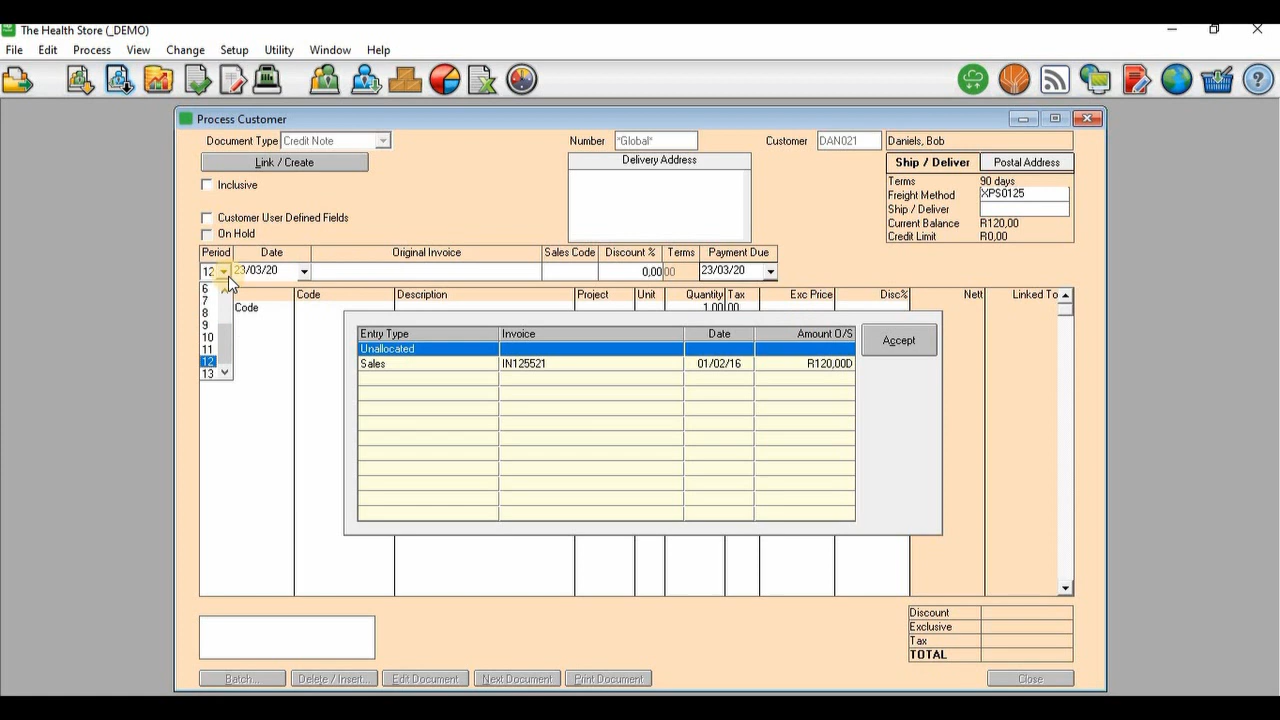 The Health Store (_DEMO)
File Edit Process View Change Setup Utility Window Help
Process Customer
Document Type Credit Note Number *Global* Customer DAN021 Daniels, Bob
Link / Create Delivery Address Ship / Deliver Postal Address
Inclusive
Terms 90 days
Freight Method XPS0125
Ship / Deliver
Current Balance R120,00
Credit Limit R0,00
Customer User Defined Fields
On Hold
Period Date Original Invoice Sales Code Discount % Terms Payment Due
12 23/03/20 0,00 00 23/03/20
6
7
8
9
10
11
12
13
Code Description Project Unit Quantity Tax Exc Price Disc% Nett Linked To
Code 1,00 00
Entry Type Invoice Date Amount O/S
Unallocated
Sales IN125521 01/02/16 R120,00D
Accept
Discount
Exclusive
Tax
TOTAL
Batch... Delete / Insert... Edit Document Next Document Print Document Close